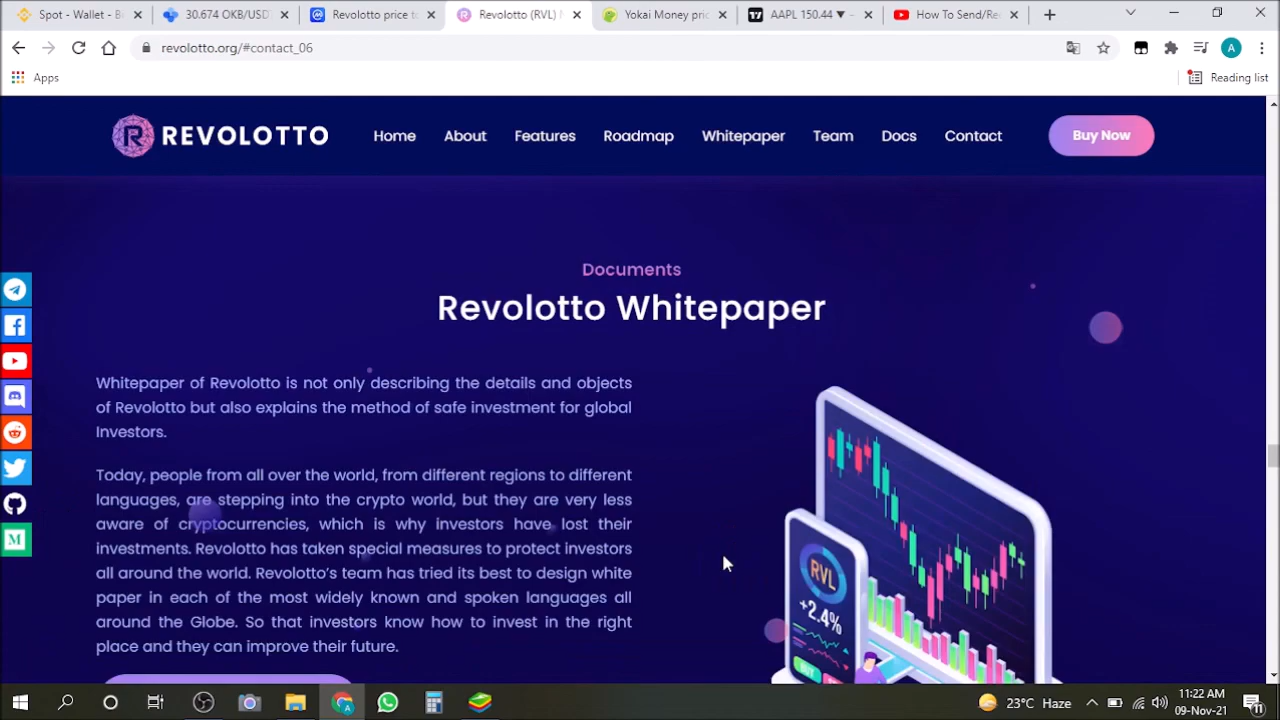 Spot - Wallet - B
30.674 OKB/USD
Revolotto price to
Revolotto (RVL) M
Yokai Money pric
AAPL 150.44 ▼ −
How To Send/Re
revolotto.org/#contact_06
A
Apps
Reading list
REVOLOTTO
Home
About
Features
Roadmap
Whitepaper
Team
Docs
Contact
Buy Now
Documents
Revolotto Whitepaper
Whitepaper of Revolotto is not only describing the details and objects
of Revolotto but also explains the method of safe investment for global
Investors.
Today, people from all over the world, from different regions to different
languages, are stepping into the crypto world, but they are very less
aware of cryptocurrencies, which is why investors have lost their
investments. Revolotto has taken special measures to protect investors
all around the world. Revolotto's team has tried its best to design white
paper in each of the most widely known and spoken languages all
around the Globe. So that investors know how to invest in the right
place and they can improve their future.
RVL
+2.4%
BUY
23°C Haze
11:22 AM
09-Nov-21